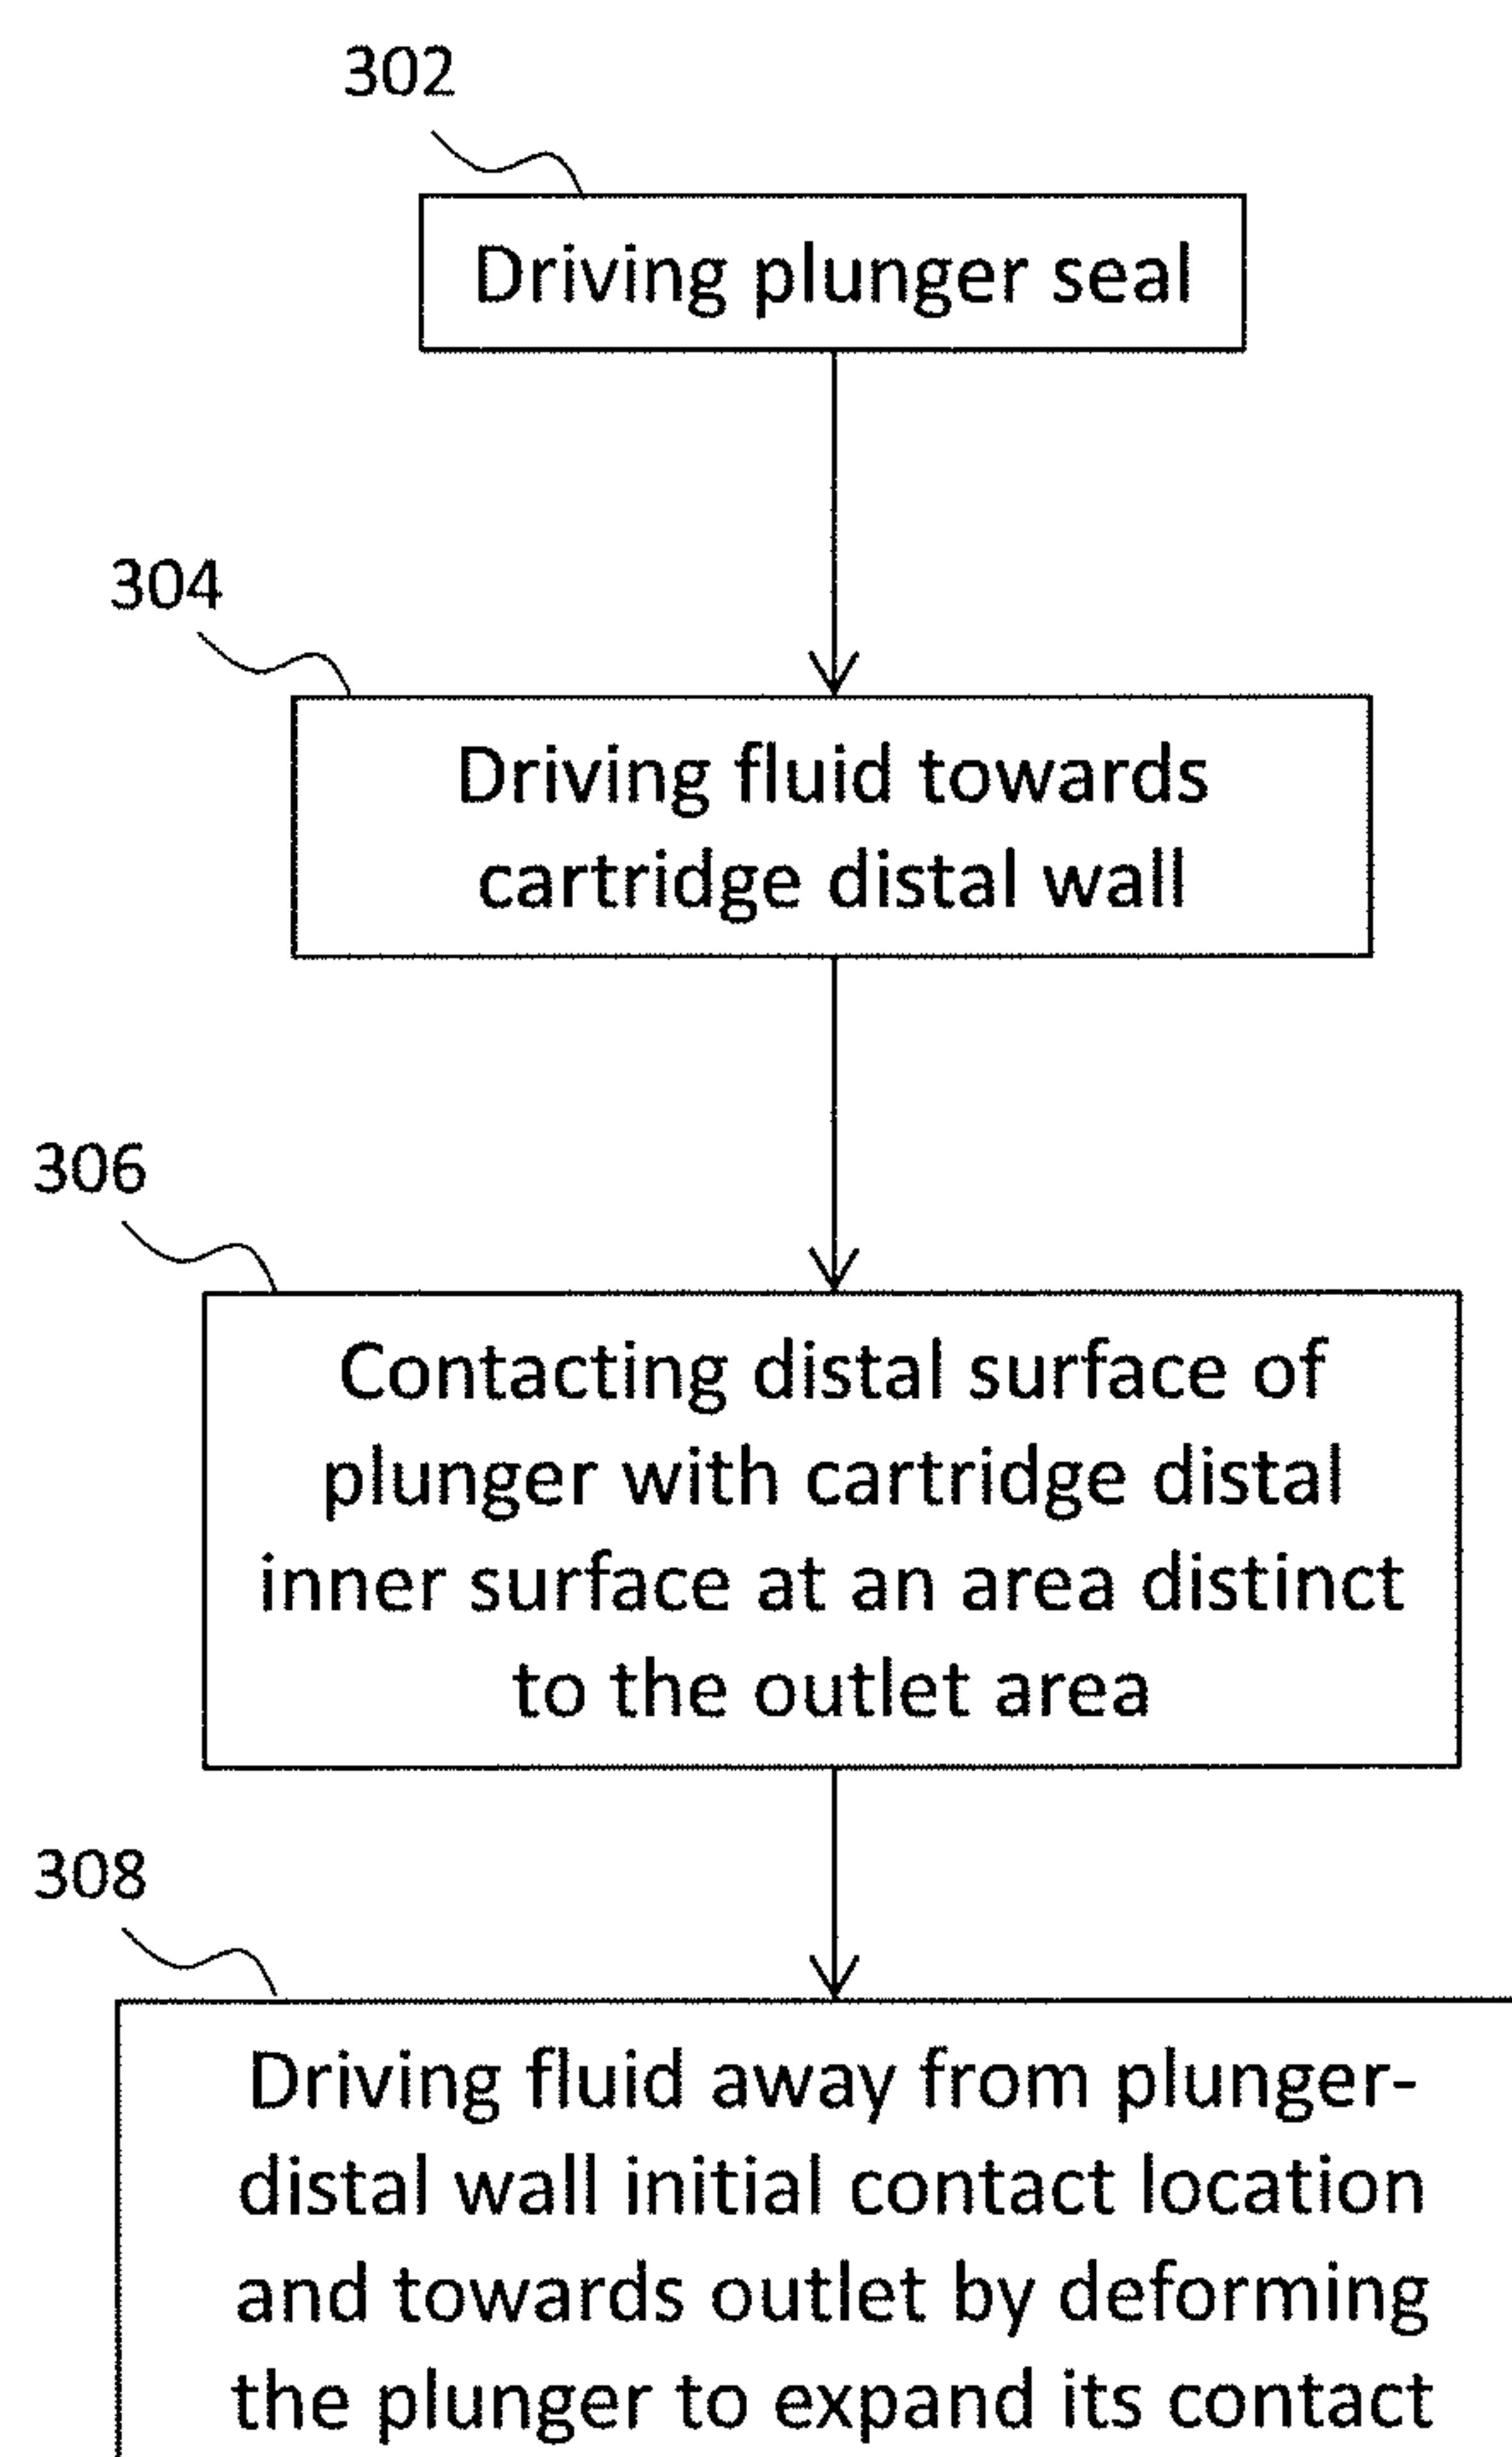 302
Driving plunger seal
304
Driving fluid towards
cartridge distal wall
306
Contacting distal surface of
plunger with cartridge distal
inner surface at an area distinct
to the outlet area
308
Driving fluid away from plunger-
distal wall initial contact location
and towards outlet by deforming
the plunger to expand its contact